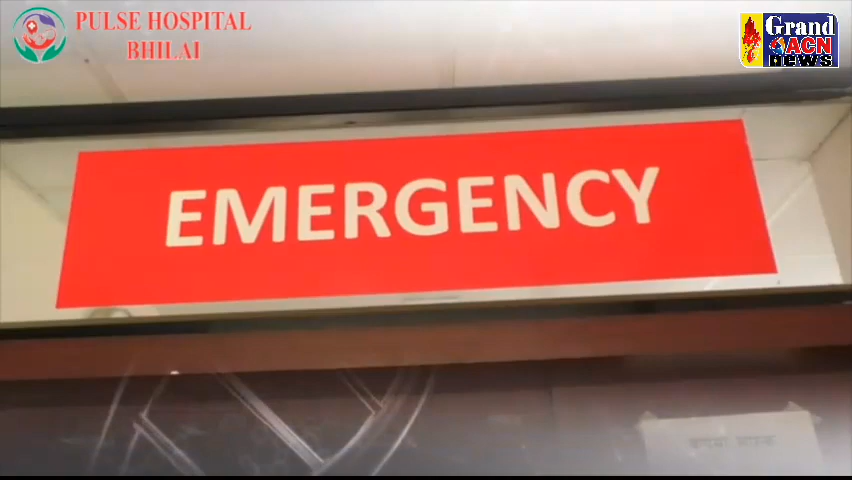 PULSE HOSPITAL
BHILAI
Grand
ACN
news
EMERGENCY